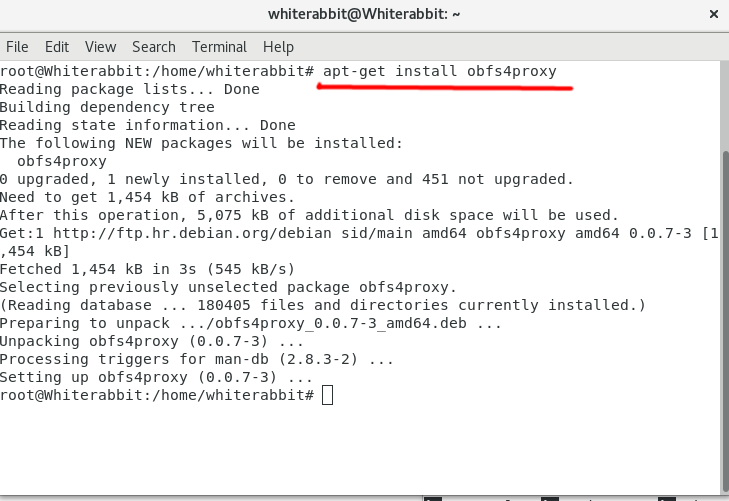 whiterabbit@Whiterabbit: ~
File Edit View Search Terminal Help
root@Whiterabbit:/home/whiterabbit# apt-get install obfs4proxy
Reading package lists... Done
Building dependency tree
Reading state information... Done
The following NEW packages will be installed:
  obfs4proxy
0 upgraded, 1 newly installed, 0 to remove and 451 not upgraded.
Need to get 1,454 kB of archives.
After this operation, 5,075 kB of additional disk space will be used.
Get:1 http://ftp.hr.debian.org/debian sid/main amd64 obfs4proxy amd64 0.0.7-3 [1
,454 kB]
Fetched 1,454 kB in 3s (545 kB/s)
Selecting previously unselected package obfs4proxy.
(Reading database ... 180405 files and directories currently installed.)
Preparing to unpack .../obfs4proxy_0.0.7-3_amd64.deb ...
Unpacking obfs4proxy (0.0.7-3) ...
Processing triggers for man-db (2.8.3-2) ...
Setting up obfs4proxy (0.0.7-3) ...
root@Whiterabbit:/home/whiterabbit#